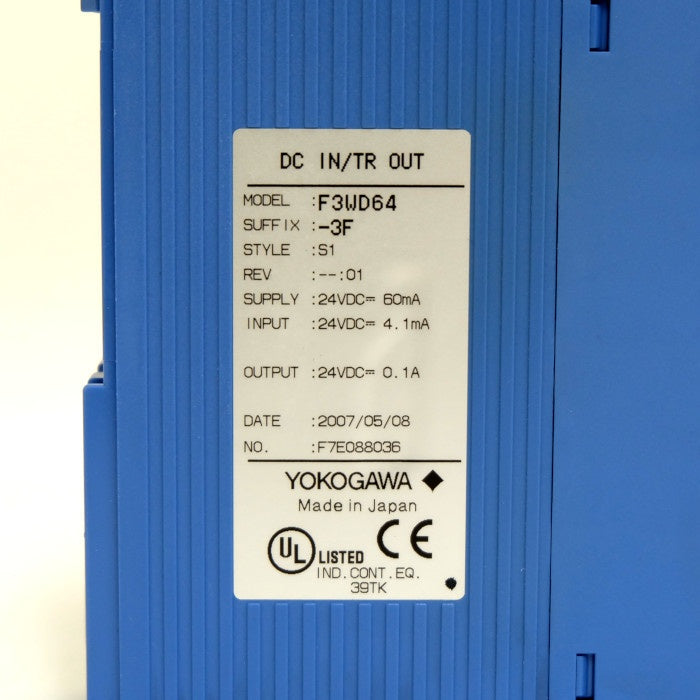 DC IN/TR OUT
MODEL :F3WD64
SUFFIX :-3F
STYLE :S1
REV :--:01
SUPPLY :24VDC⎓ 60mA
INPUT :24VDC⎓ 4.1mA
OUTPUT :24VDC⎓ 0.1A
DATE :2007/05/08
NO. :F7E088036
YOKOGAWA ◆
Made in Japan
UL LISTED CE
IND.CONT.EQ.
39TK